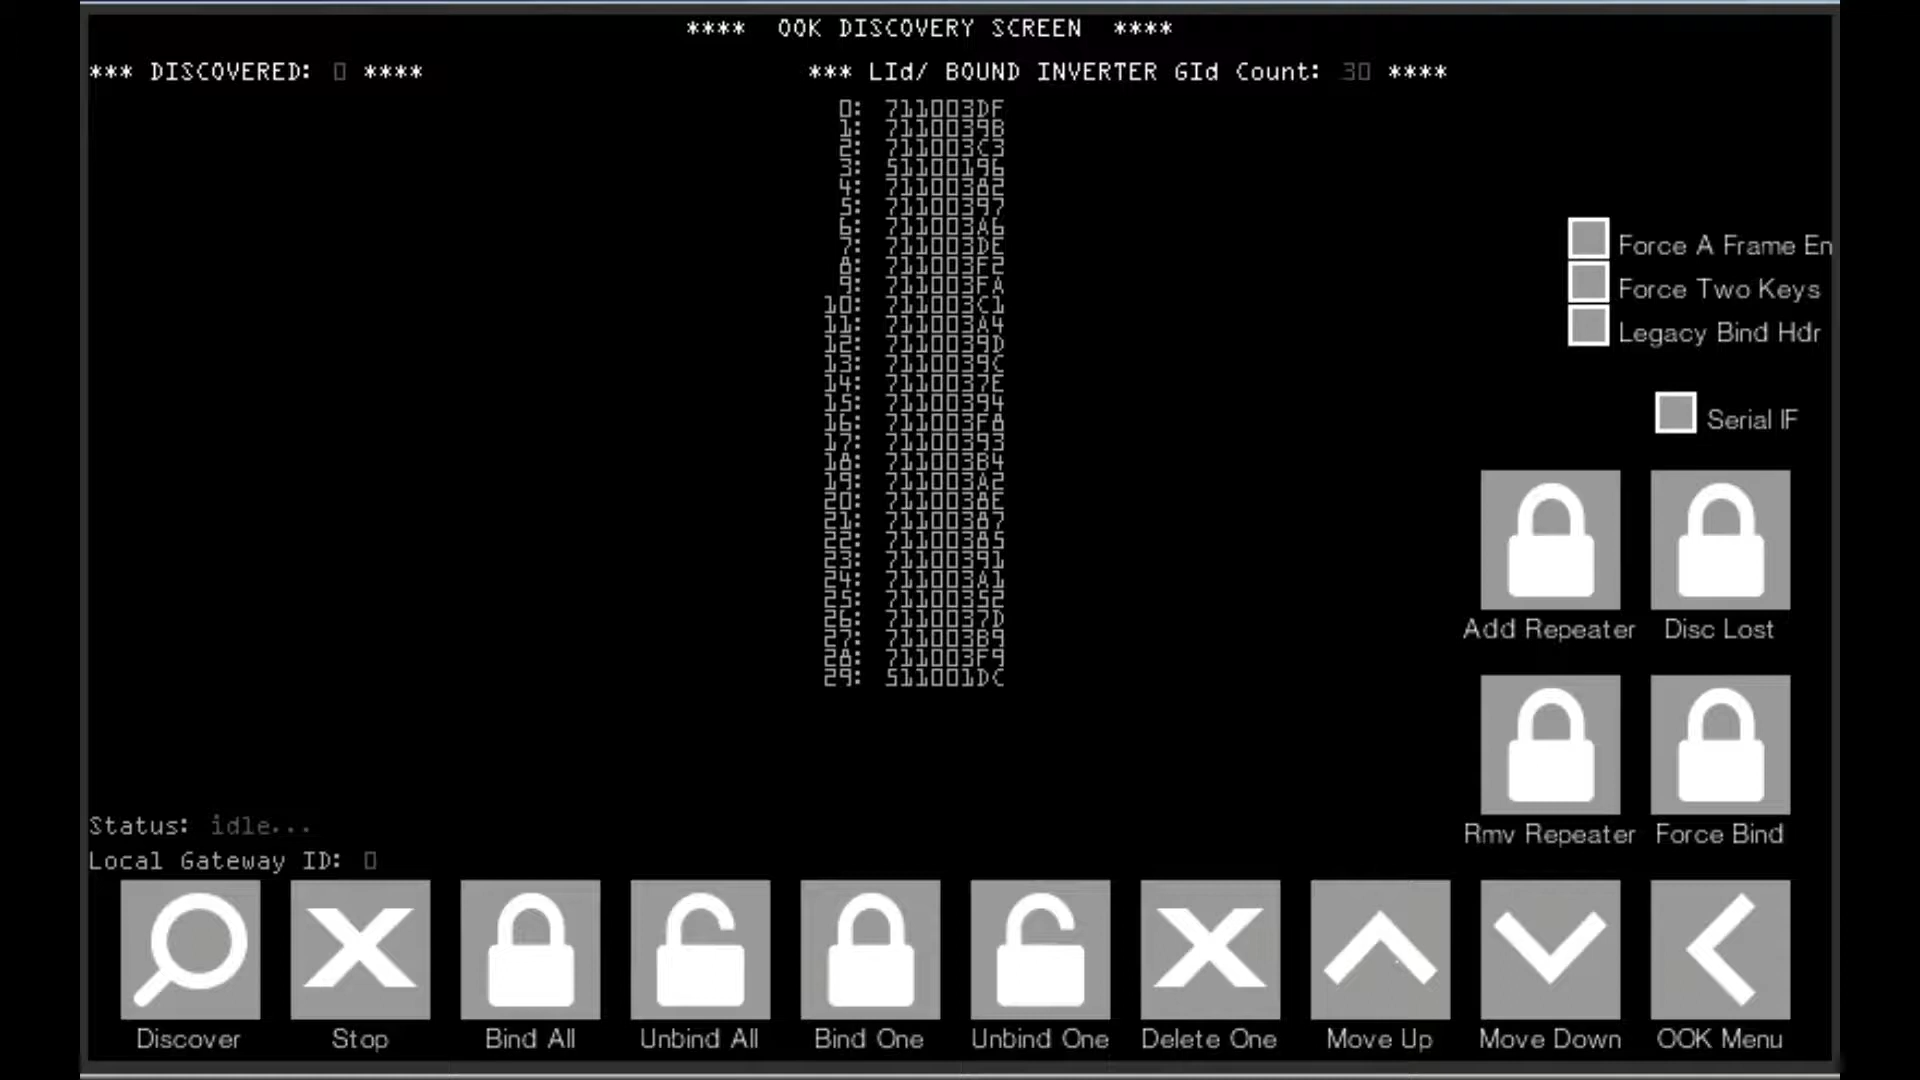 **** OOK DISCOVERY SCREEN ****
*** DISCOVERED: 0 ****
*** LId/ BOUND INVERTER GId Count: 30 ****
0: 711003DF
1: 7110039B
2: 711003C3
3: 51100196
4: 71100382
5: 71100397
6: 711003A6
7: 711003DE
8: 711003F2
9: 711003FA
10: 711003C1
11: 711003A4
12: 7110039D
13: 7110039C
14: 7110037E
15: 71100394
16: 711003F8
17: 71100393
18: 711003B4
19: 711003A2
20: 7110038E
21: 71100387
22: 71100385
23: 71100391
24: 711003A1
25: 71100352
26: 7110037D
27: 711003B9
28: 711003F9
29: 511001DC
Force A Frame En
Force Two Keys
Legacy Bind Hdr
Serial IF
Add Repeater Disc Lost
Rmv Repeater Force Bind
Status: idle...
Local Gateway ID: 0
Discover Stop Bind All Unbind All Bind One Unbind One Delete One Move Up Move Down OOK Menu